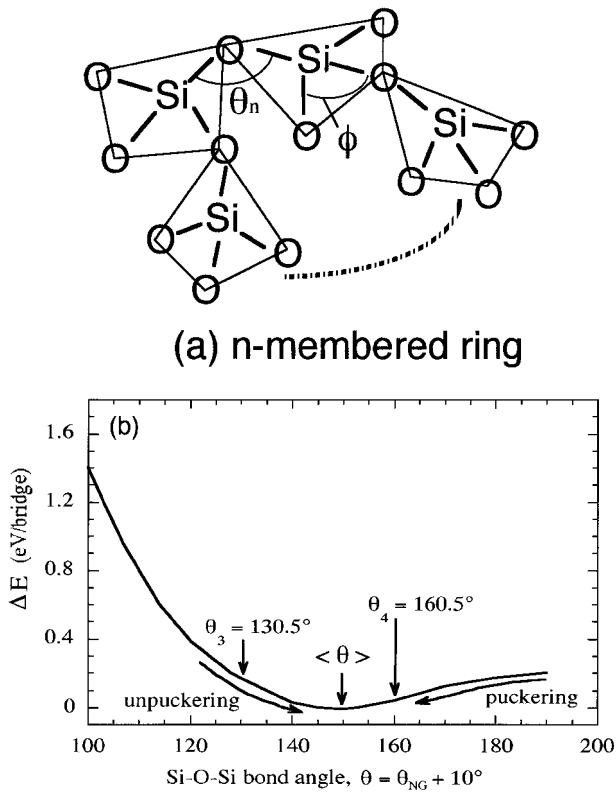 O
O
Si
O
O
Si
θn
O
Si
O
O
O
O
ϕ
O
O
Si
O
O
O
O
(a) n-membered ring
(b)
1.6
1.2
0.8
0.4
0
ΔE (eV/bridge)
θ3 = 130.5°
θ4 = 160.5°
< θ >
unpuckering
puckering
100 120 140 160 180 200
Si-O-Si bond angle, θ = θNG + 10°